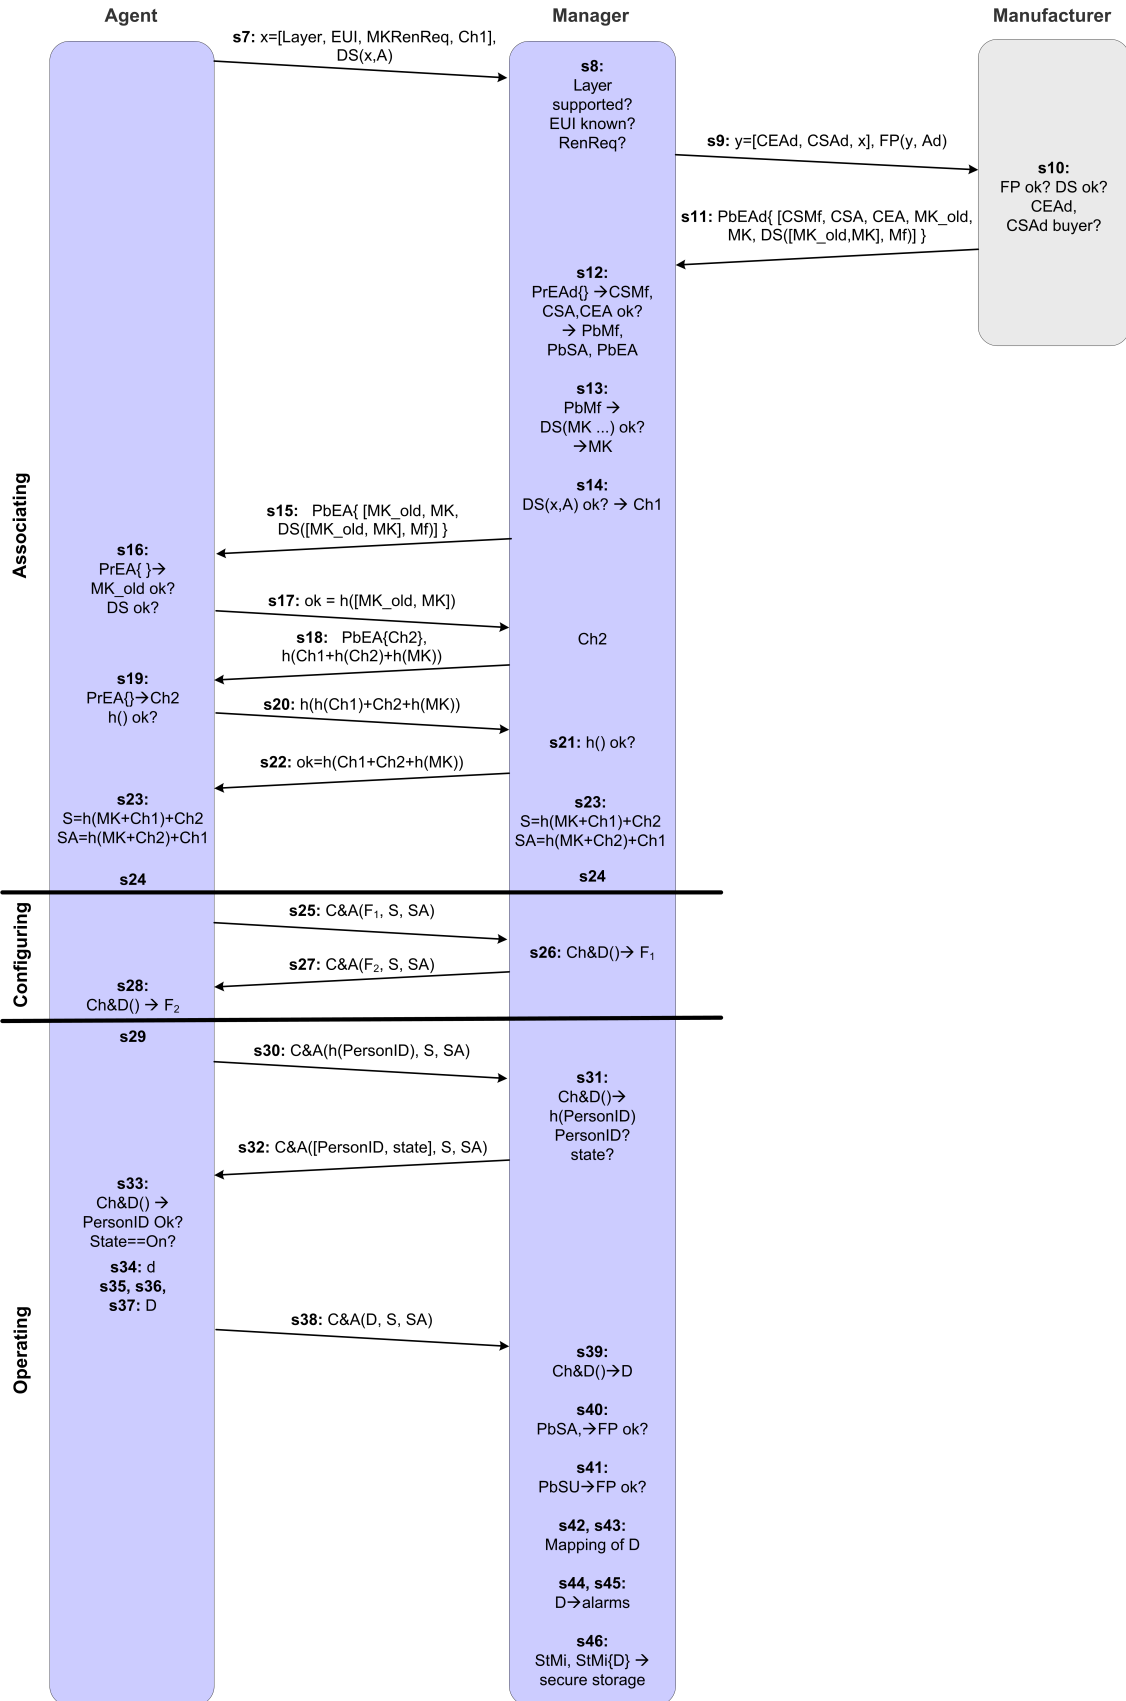 Agent
Manager
Manufacturer
s7: x=[Layer, EUI, MKRenReq, Ch1],
DS(x,A)
s8:
Layer
supported?
EUI known?
RenReq?
s9: y=[CEAd, CSAd, x], FP(y, Ad)
s10:
FP ok? DS ok?
CEAd,
CSAd buyer?
s11: PbEAd{ [CSMf, CSA, CEA, MK_old,
MK, DS([MK_old,MK], Mf)] }
s12:
PrEAd{} →CSMf,
CSA,CEA ok?
→ PbMf,
PbSA, PbEA
s13:
PbMf →
DS(MK ...) ok?
→MK
s14:
DS(x,A) ok? → Ch1
Associating
s15: PbEA{ [MK_old, MK,
DS([MK_old, MK], Mf)] }
s16:
PrEA{ }→
MK_old ok?
DS ok?
s17: ok = h([MK_old, MK])
Ch2
s18: PbEA{Ch2},
h(Ch1+h(Ch2)+h(MK))
s19:
PrEA{}→Ch2
h() ok?
s20: h(h(Ch1)+Ch2+h(MK))
s21: h() ok?
s22: ok=h(Ch1+Ch2+h(MK))
s23:
S=h(MK+Ch1)+Ch2
SA=h(MK+Ch2)+Ch1
s23:
S=h(MK+Ch1)+Ch2
SA=h(MK+Ch2)+Ch1
s24
s24
Configuring
s25: C&A(F₁, S, SA)
s26: Ch&D()→ F₁
s27: C&A(F₂, S, SA)
s28:
Ch&D() → F₂
s29
s30: C&A(h(PersonID), S, SA)
s31:
Ch&D()→
h(PersonID)
PersonID?
state?
s32: C&A([PersonID, state], S, SA)
s33:
Ch&D() →
PersonID Ok?
State==On?
s34: d
s35, s36,
s37: D
Operating
s38: C&A(D, S, SA)
s39:
Ch&D()→D
s40:
PbSA,→FP ok?
s41:
PbSU→FP ok?
s42, s43:
Mapping of D
s44, s45:
D→alarms
s46:
StMi, StMi{D} →
secure storage